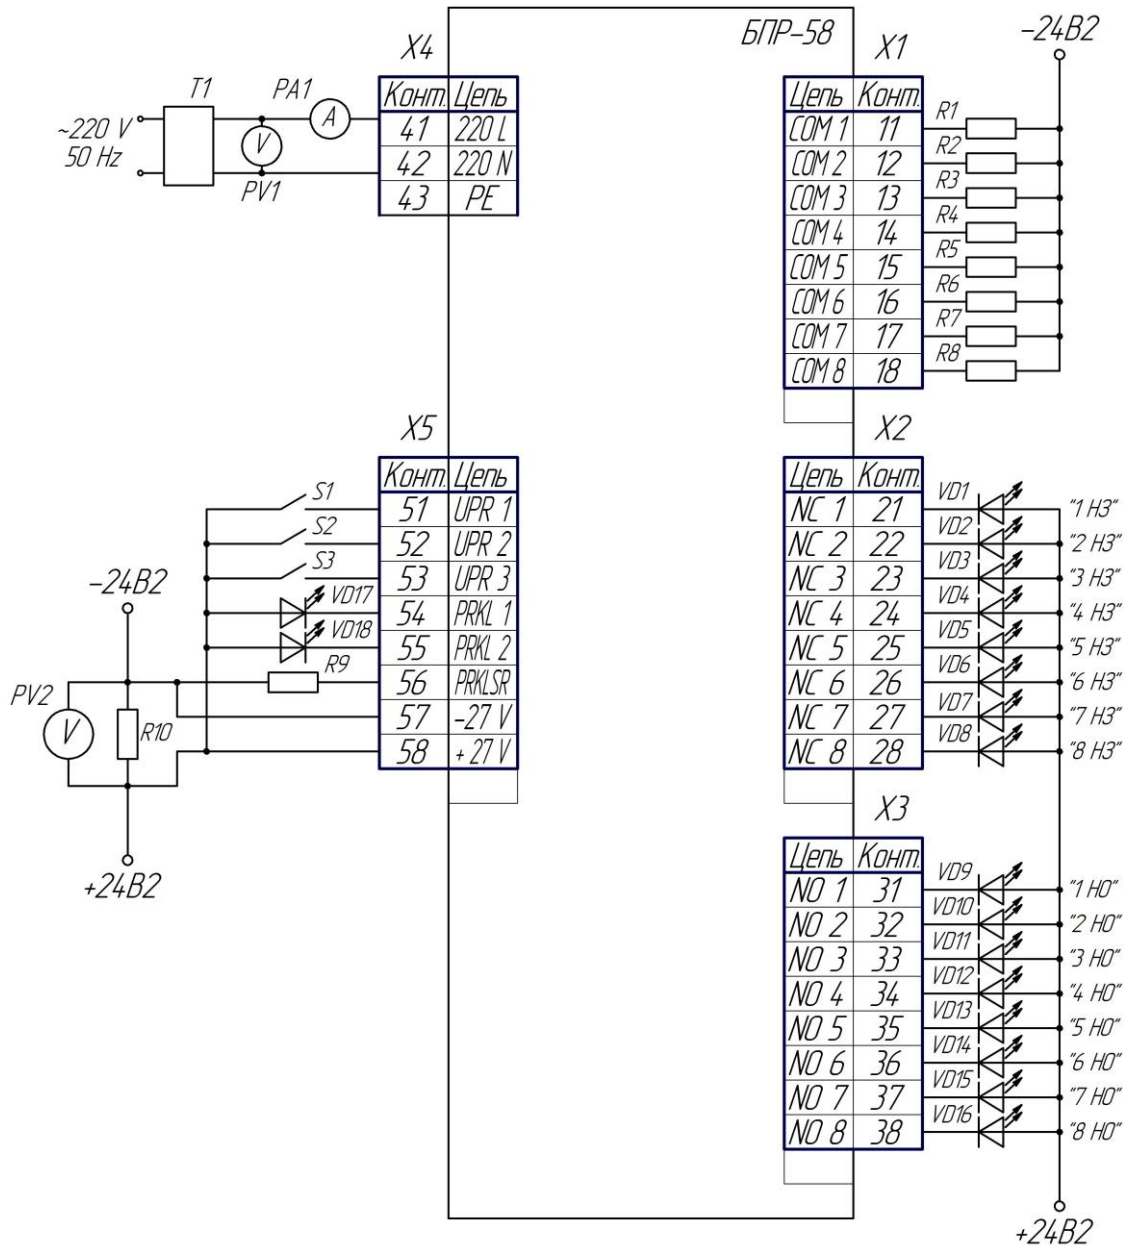 БПР-58
X4
Конт. Цепь
41 220 L
42 220 N
43 PE
T1
PA1
A
V
PV1
~220 V
50 Hz
X1
Цепь Конт.
COM 1 11
COM 2 12
COM 3 13
COM 4 14
COM 5 15
COM 6 16
COM 7 17
COM 8 18
-24В2
R1
R2
R3
R4
R5
R6
R7
R8
X5
Конт. Цепь
51 UPR 1
52 UPR 2
53 UPR 3
54 PRKL 1
55 PRKL 2
56 PRKLSR
57 -27 V
58 +27 V
S1
S2
S3
VD17
VD18
R9
-24В2
PV2
V
R10
+24В2
X2
Цепь Конт.
NC 1 21
NC 2 22
NC 3 23
NC 4 24
NC 5 25
NC 6 26
NC 7 27
NC 8 28
VD1 "1 НЗ"
VD2 "2 НЗ"
VD3 "3 НЗ"
VD4 "4 НЗ"
VD5 "5 НЗ"
VD6 "6 НЗ"
VD7 "7 НЗ"
VD8 "8 НЗ"
X3
Цепь Конт.
NO 1 31
NO 2 32
NO 3 33
NO 4 34
NO 5 35
NO 6 36
NO 7 37
NO 8 38
VD9 "1 НО"
VD10 "2 НО"
VD11 "3 НО"
VD12 "4 НО"
VD13 "5 НО"
VD14 "6 НО"
VD15 "7 НО"
VD16 "8 НО"
+24В2